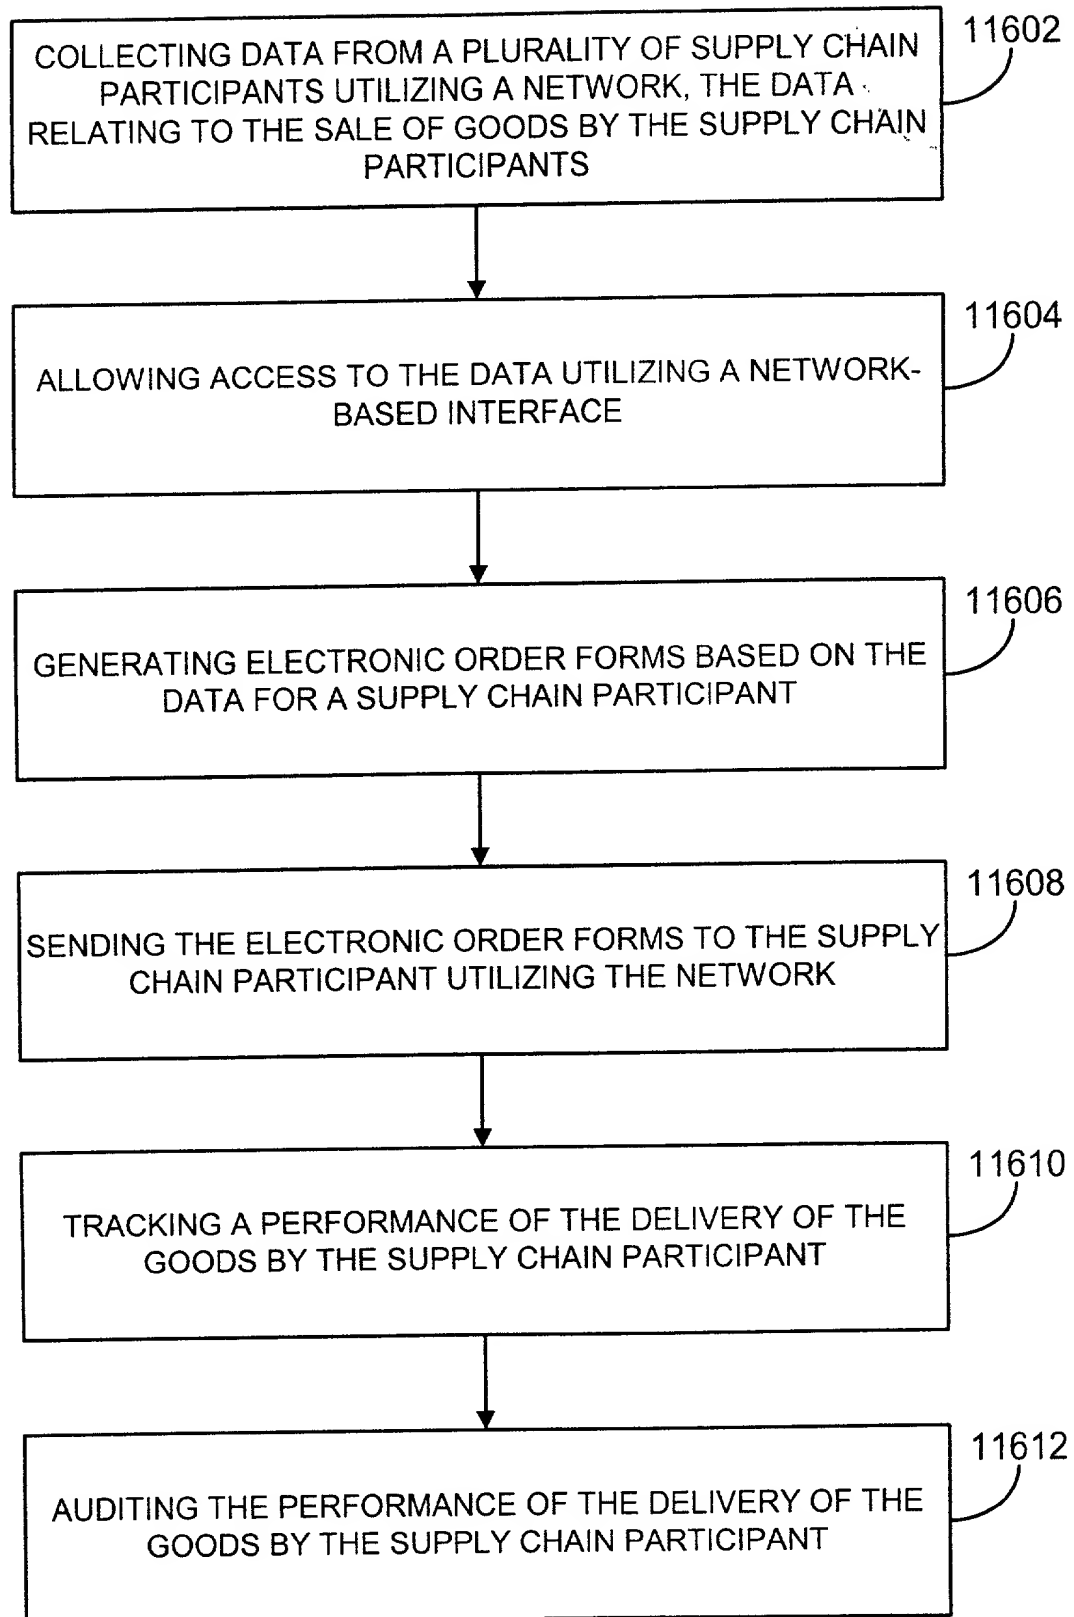 11602
COLLECTING DATA FROM A PLURALITY OF SUPPLY CHAIN
PARTICIPANTS UTILIZING A NETWORK, THE DATA
RELATING TO THE SALE OF GOODS BY THE SUPPLY CHAIN
PARTICIPANTS
11604
ALLOWING ACCESS TO THE DATA UTILIZING A NETWORK-
BASED INTERFACE
11606
GENERATING ELECTRONIC ORDER FORMS BASED ON THE
DATA FOR A SUPPLY CHAIN PARTICIPANT
11608
SENDING THE ELECTRONIC ORDER FORMS TO THE SUPPLY
CHAIN PARTICIPANT UTILIZING THE NETWORK
11610
TRACKING A PERFORMANCE OF THE DELIVERY OF THE
GOODS BY THE SUPPLY CHAIN PARTICIPANT
11612
AUDITING THE PERFORMANCE OF THE DELIVERY OF THE
GOODS BY THE SUPPLY CHAIN PARTICIPANT